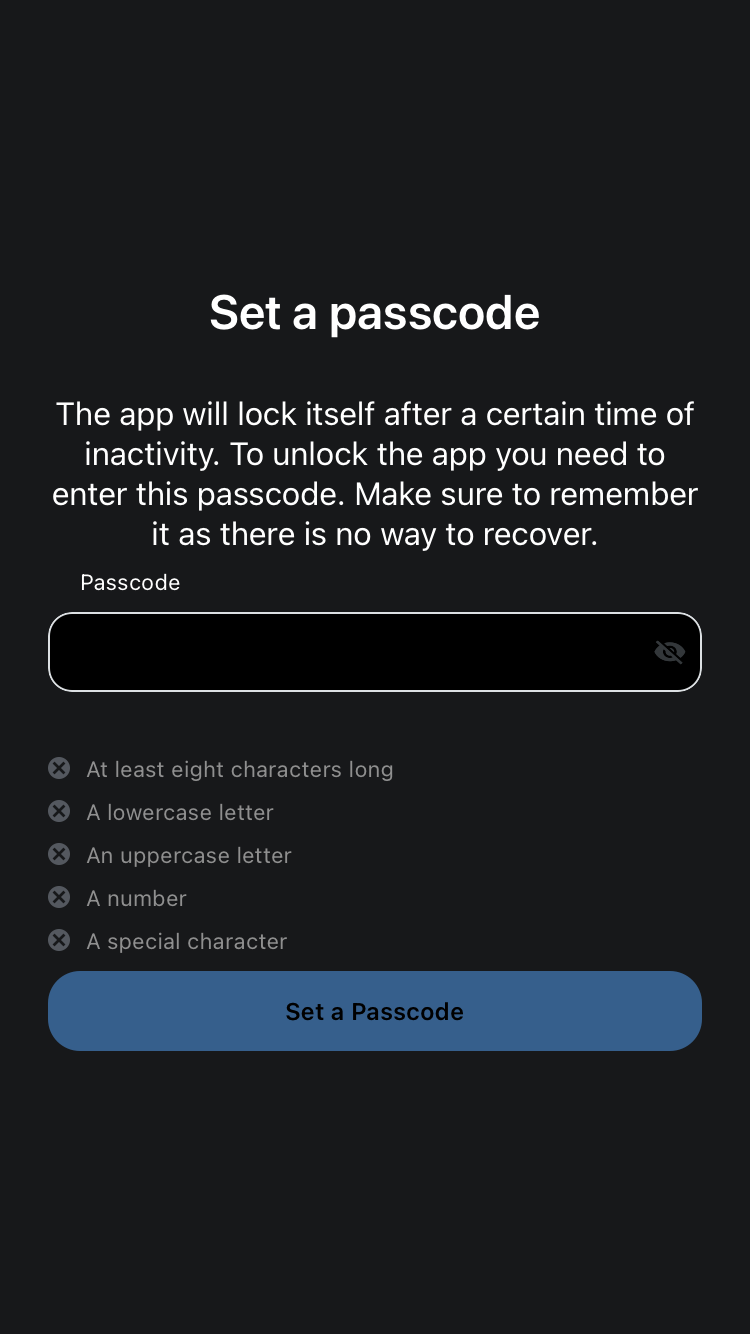 Set a passcode
The app will lock itself after a certain time of
inactivity. To unlock the app you need to
enter this passcode. Make sure to remember
it as there is no way to recover.
Passcode
At least eight characters long
A lowercase letter
An uppercase letter
A number
A special character
Set a Passcode